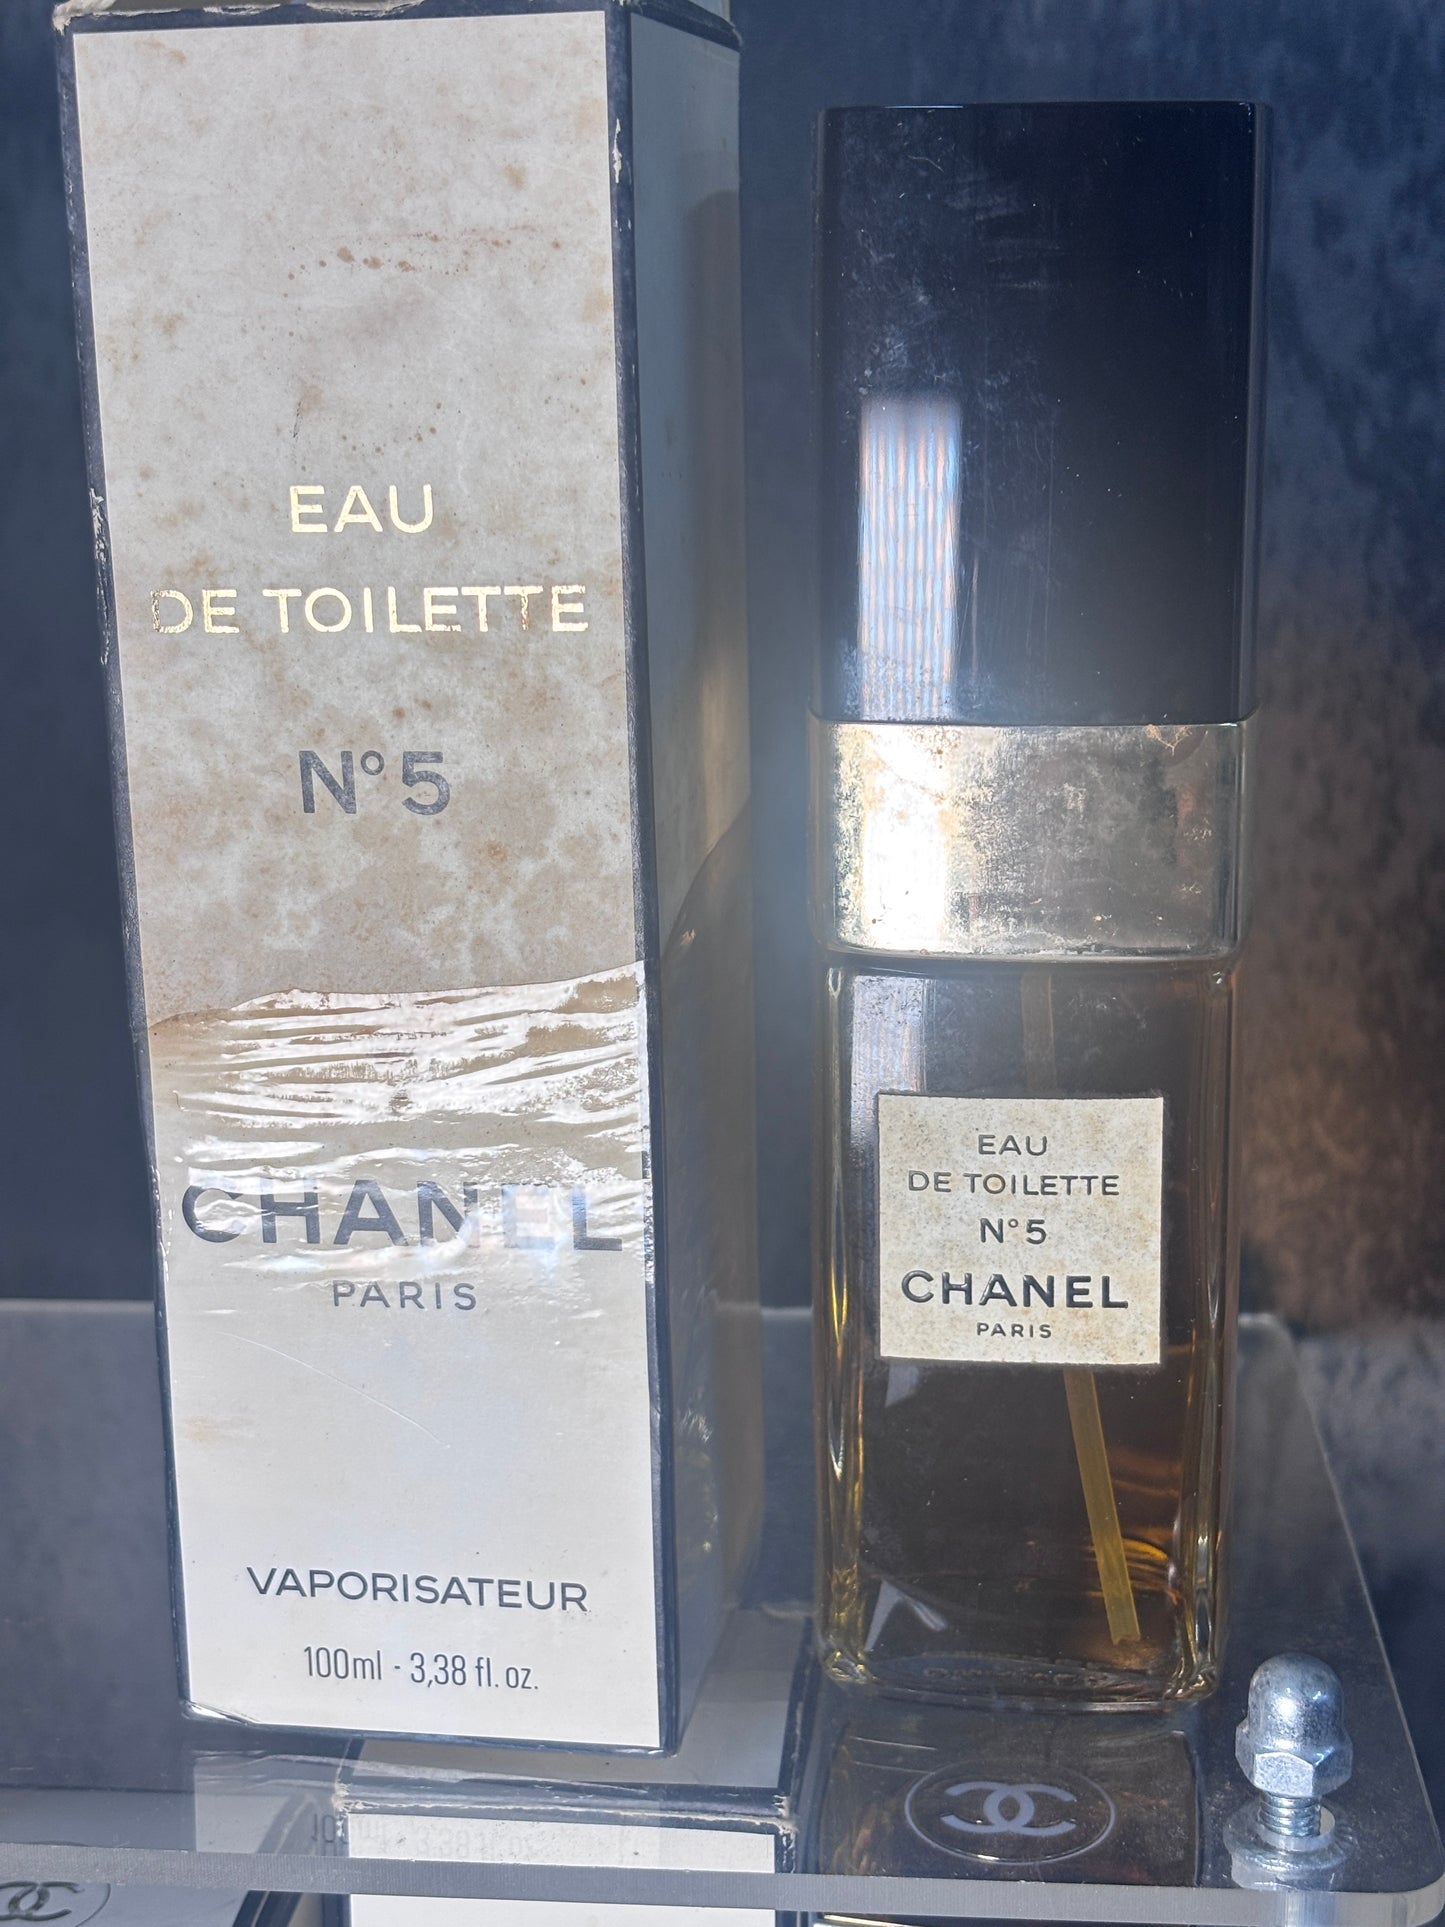 EAU
DE TOILETTE
N° 5
CHANEL
PARIS
VAPORISATEUR
100ml - 3,38 fl. oz.
EAU
DE TOILETTE
N° 5
CHANEL
PARIS